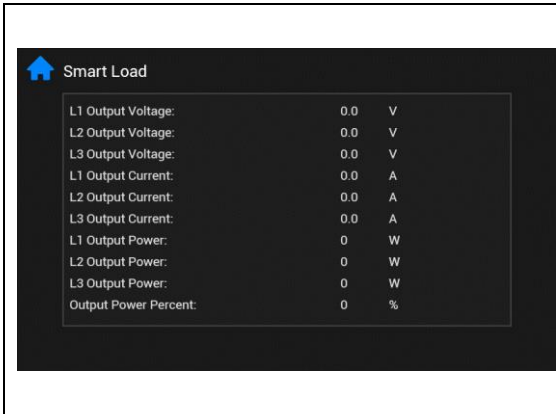 Smart Load
L1 Output Voltage: 0.0 V
L2 Output Voltage: 0.0 V
L3 Output Voltage: 0.0 V
L1 Output Current: 0.0 A
L2 Output Current: 0.0 A
L3 Output Current: 0.0 A
L1 Output Power: 0 W
L2 Output Power: 0 W
L3 Output Power: 0 W
Output Power Percent: 0 %